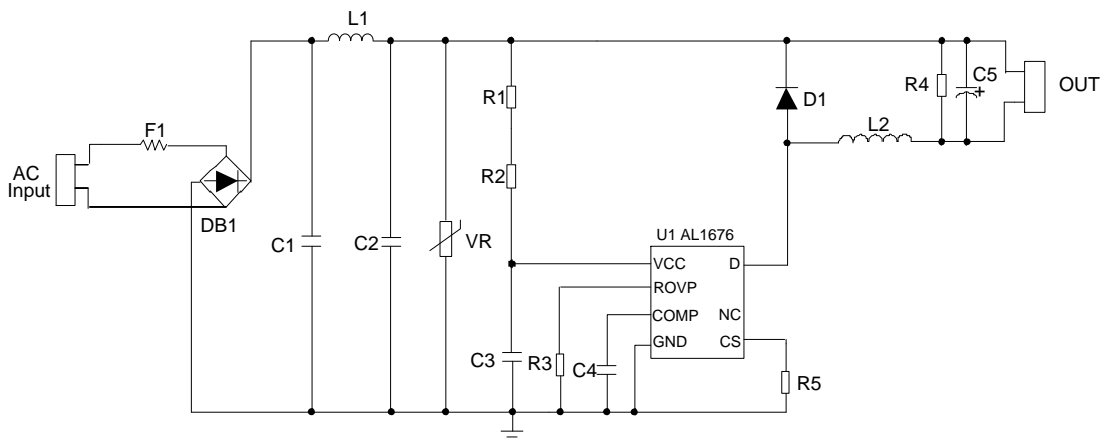 L1
R1
D1
R4
C5
+
OUT
F1
L2
AC
Input
R2
DB1
C1
C2
VR
U1 AL1676
VCC
D
ROVP
COMP
NC
GND
CS
C3
R3
C4
R5